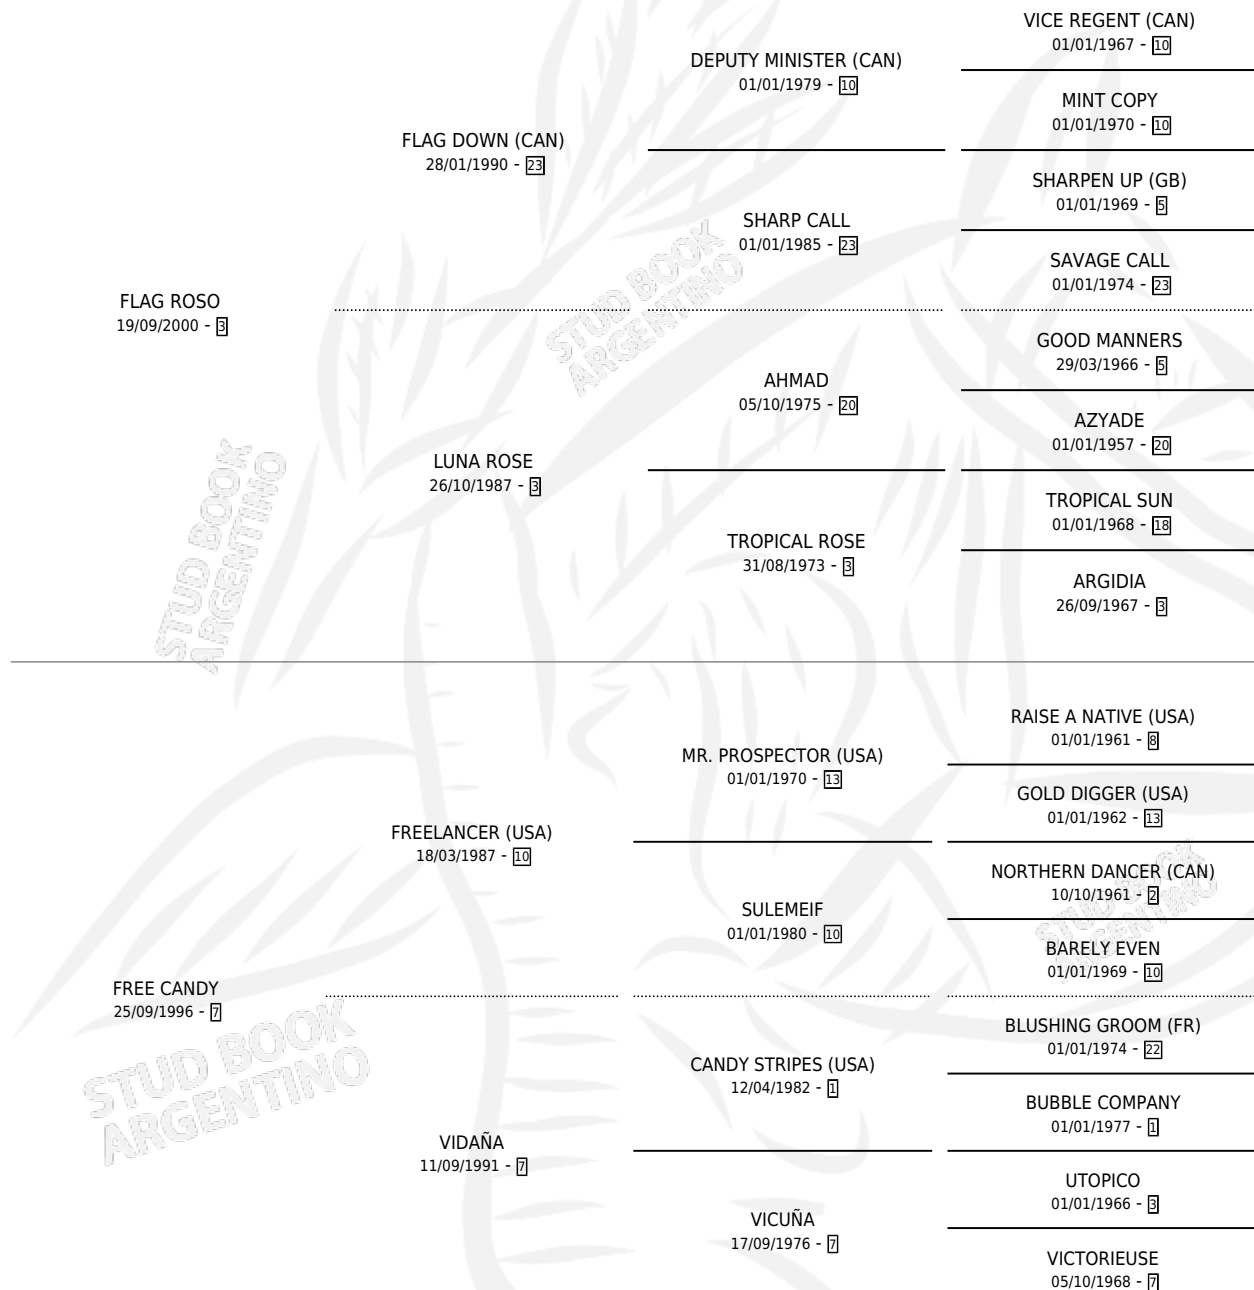 VICE REGENT (CAN)
01/01/1967 - 10
DEPUTY MINISTER (CAN)
01/01/1979 - 10
MINT COPY
01/01/1970 - 10
FLAG DOWN (CAN)
28/01/1990 - 23
SHARPEN UP (GB)
01/01/1969 - 5
SHARP CALL
01/01/1985 - 23
SAVAGE CALL
01/01/1974 - 23
FLAG ROSO
19/09/2000 - 3
GOOD MANNERS
29/03/1966 - 5
AHMAD
05/10/1975 - 20
AZYADE
01/01/1957 - 20
LUNA ROSE
26/10/1987 - 3
TROPICAL SUN
01/01/1968 - 18
TROPICAL ROSE
31/08/1973 - 3
ARGIDIA
26/09/1967 - 3
RAISE A NATIVE (USA)
01/01/1961 - 8
MR. PROSPECTOR (USA)
01/01/1970 - 13
GOLD DIGGER (USA)
01/01/1962 - 13
FREELANCER (USA)
18/03/1987 - 10
NORTHERN DANCER (CAN)
10/10/1961 - 2
SULEMEIF
01/01/1980 - 10
BARELY EVEN
01/01/1969 - 10
FREE CANDY
25/09/1996 - 7
BLUSHING GROOM (FR)
01/01/1974 - 22
CANDY STRIPES (USA)
12/04/1982 - 1
BUBBLE COMPANY
01/01/1977 - 1
VIDAÑA
11/09/1991 - 7
UTOPICO
01/01/1966 - 3
VICUÑA
17/09/1976 - 7
VICTORIEUSE
05/10/1968 - 7
STUD BOOK
ARGENTINO
STUD BOOK
ARGENTINO
STUD BOOK
ARGENTINO
STUD BOOK
ARGENTINO